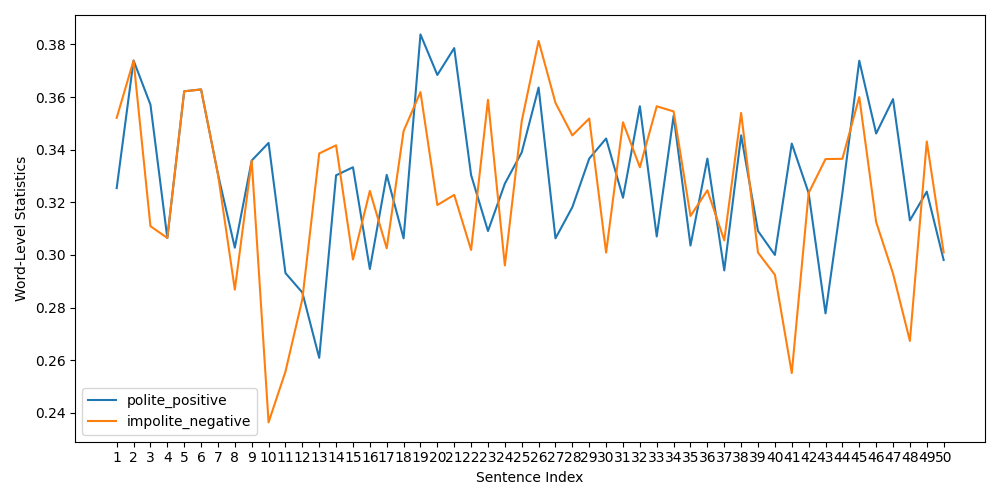 0.38
0.36
0.34
0.32
0.30
0.28
0.26
0.24
Word-Level Statistics
polite_positive
impolite_negative
1 2 3 4 5 6 7 8 9 10 11 12 13 14 15 16 17 18 19 20 21 22 23 24 25 26 27 28 29 30 31 32 33 34 35 36 37 38 39 40 41 42 43 44 45 46 47 48 49 50
Sentence Index